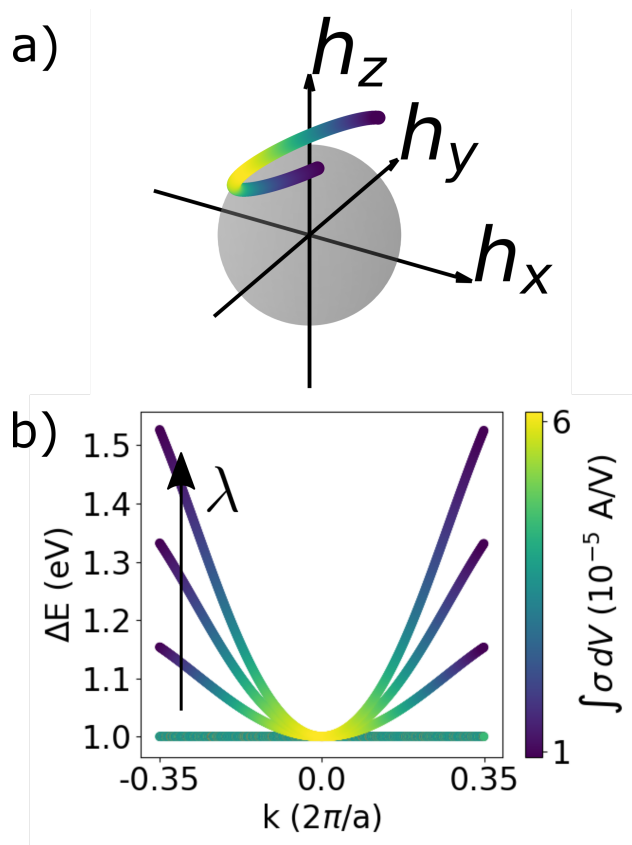 a)
h_z
h_y
h_x
b)
λ
ΔE (eV)
1.5
1.4
1.3
1.2
1.1
1.0
-0.35
0.0
0.35
k (2π/a)
6
1
∫σ dV (10⁻⁵ A/V)